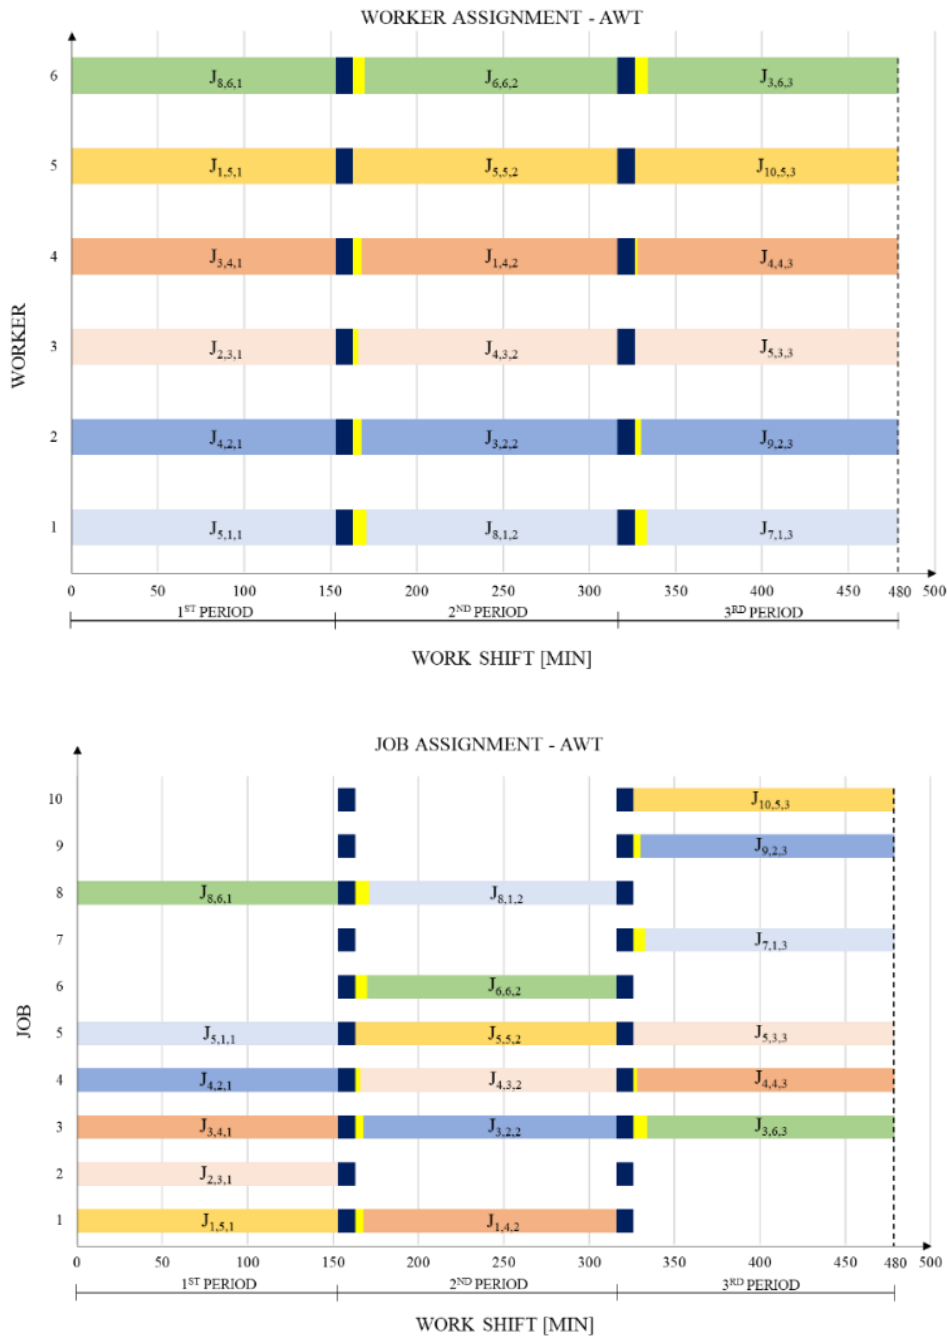 WORKER ASSIGNMENT - AWT
6
J8,6,1
J6,6,2
J3,6,3
5
J1,5,1
J5,5,2
J10,5,3
4
J3,4,1
J1,4,2
J4,4,3
3
J2,3,1
J4,3,2
J5,3,3
2
J4,2,1
J3,2,2
J9,2,3
1
J5,1,1
J8,1,2
J7,1,3
WORKER
0 50 100 150 200 250 300 350 400 450 480 500
1ST PERIOD 2ND PERIOD 3RD PERIOD
WORK SHIFT [MIN]
JOB ASSIGNMENT - AWT
10
J10,5,3
9
J9,2,3
8
J8,6,1
J8,1,2
7
J7,1,3
6
J6,6,2
5
J5,1,1
J5,5,2
J5,3,3
4
J4,2,1
J4,3,2
J4,4,3
3
J3,4,1
J3,2,2
J3,6,3
2
J2,3,1
1
J1,5,1
J1,4,2
JOB
0 50 100 150 200 250 300 350 400 450 480 500
1ST PERIOD 2ND PERIOD 3RD PERIOD
WORK SHIFT [MIN]